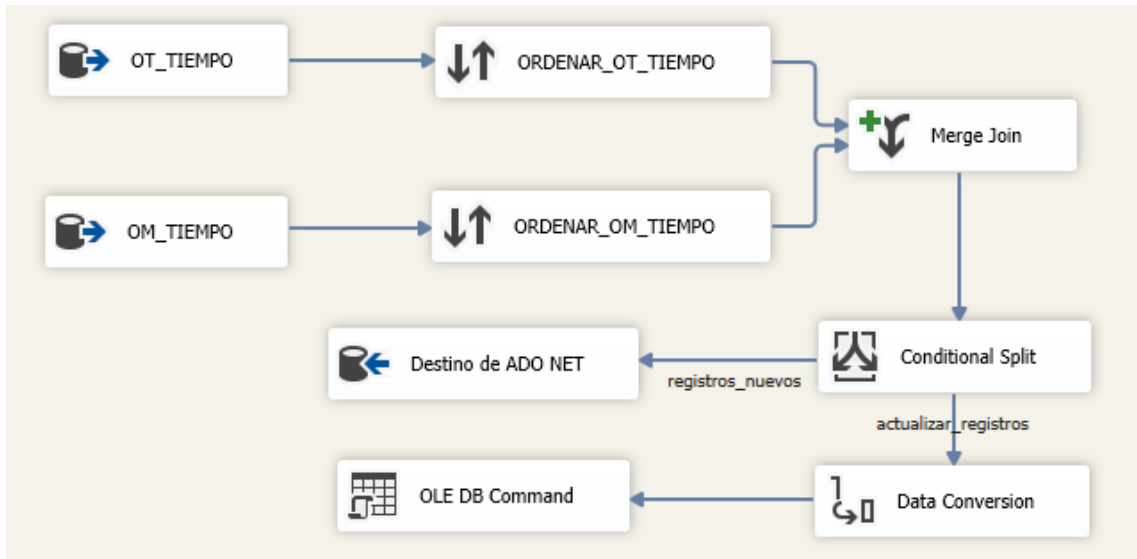 OT_TIEMPO
ORDENAR_OT_TIEMPO
Merge Join
OM_TIEMPO
ORDENAR_OM_TIEMPO
Destino de ADO NET
registros_nuevos
Conditional Split
actualizar_registros
OLE DB Command
Data Conversion